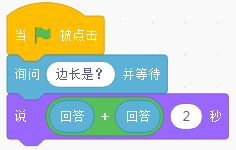 当 被点击
询问 边长是？ 并等待
说 回答 + 回答 2 秒